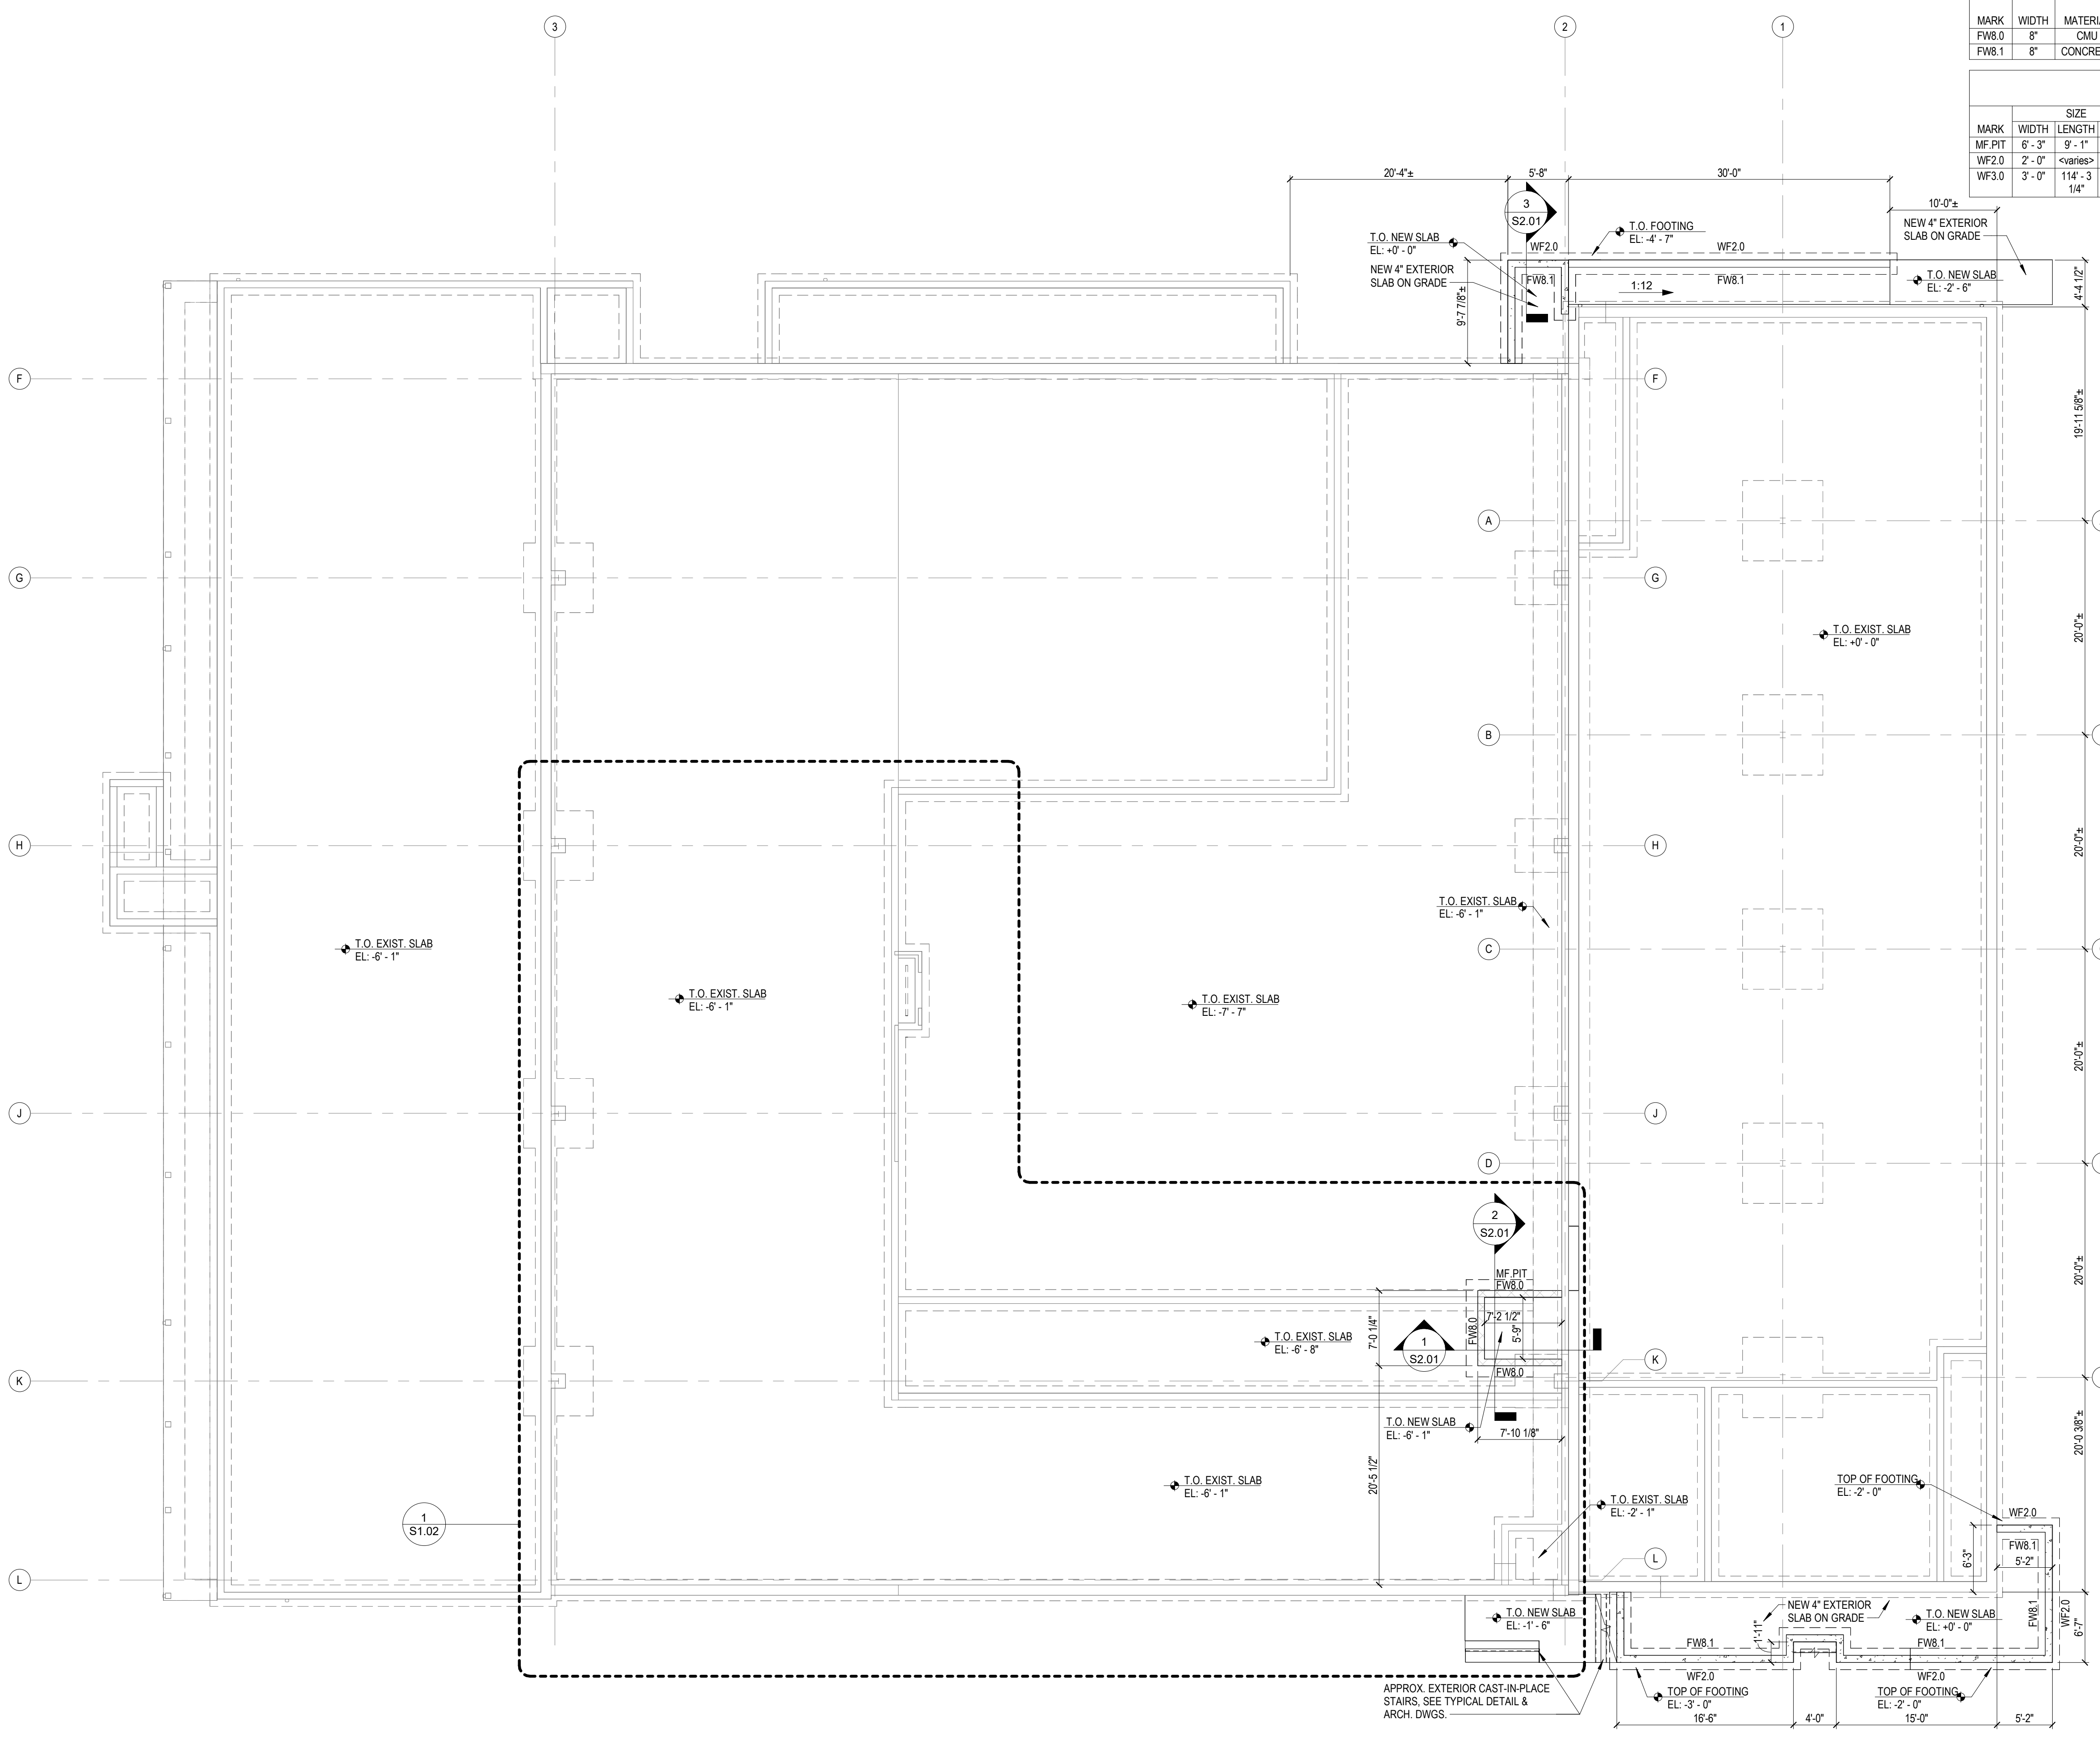 3
2
1
MARK WIDTH
FW8.0 8" CMU
FW8.1 8"
SIZE
MARK WIDTH LENGTH
MF.PIT 6' - 3" 9' - 1"
WF2.0 2' - 0" <varies>
WF3.0 3' - 0" 114' - 3
1/4"
20'-4"±
5'-8"
30'-0"
10'-0"±
3
S2.01
T.O. NEW SLAB
EL: +0' - 0"
NEW 4" EXTERIOR
SLAB ON GRADE
WF2.0
FW8.1
T.O. FOOTING
EL: -4' - 7"
WF2.0
FW8.1
1:12
NEW 4" EXTERIOR
SLAB ON GRADE
T.O. NEW SLAB
EL: -2' - 6"
4'-4 1/2"
9'-7 7/8"±
F
F
19'-11 5/8"±
A
G
G
T.O. EXIST. SLAB
EL: +0' - 0"
20'-0"±
B
H
H
20'-0"±
T.O. EXIST. SLAB
EL: -6' - 1"
C
T.O. EXIST. SLAB
EL: -6' - 1"
T.O. EXIST. SLAB
EL: -6' - 1"
T.O. EXIST. SLAB
EL: -7' - 7"
20'-0"±
J
J
D
2
S2.01
20'-0"±
MF.PIT
FW8.0
7'-2 1/2"
5'-9"
FW8.0
7'-0 1/4"
T.O. EXIST. SLAB
EL: -6' - 8"
1
S2.01
FW8.0
K
K
T.O. NEW SLAB
EL: -6' - 1"
7'-10 1/8"
20'-0 3/8"±
20'-5 1/2"
T.O. EXIST. SLAB
EL: -6' - 1"
TOP OF FOOTING
EL: -2' - 0"
T.O. EXIST. SLAB
EL: -2' - 1"
1
S1.02
WF2.0
FW8.1
5'-2"
6'-3"
L
L
T.O. NEW SLAB
EL: -1' - 6"
NEW 4" EXTERIOR
SLAB ON GRADE
T.O. NEW SLAB
EL: +0' - 0"
FW8.1
WF2.0
6'-7"
1'-11"
FW8.1
FW8.1
WF2.0
WF2.0
APPROX. EXTERIOR CAST-IN-PLACE
STAIRS, SEE TYPICAL DETAIL &
ARCH. DWGS.
TOP OF FOOTING
EL: -3' - 0"
TOP OF FOOTING
EL: -2' - 0"
16'-6"
4'-0"
15'-0"
5'-2"